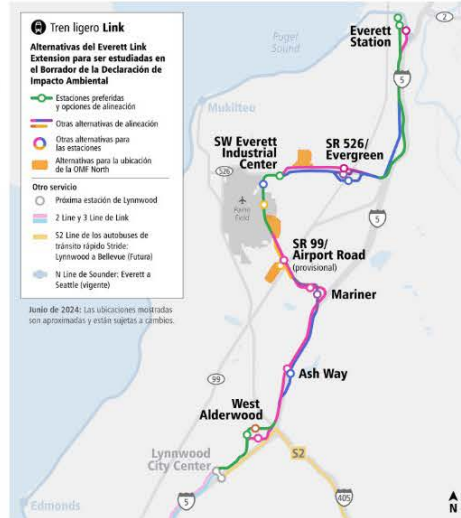 Tren ligero Link
Alternativas del Everett Link
Extension para ser estudiadas en
el Borrador de la Declaración de
Impacto Ambiental
Estaciones preferidas
y opciones de alineación
Otras alternativas de alineación
Otras alternativas para
las estaciones
Alternativas para la ubicación
de la OMF North
Otro servicio
Próxima estación de Lynnwood
2 Line y 3 Line de Link
S2 Line de los autobuses de
tránsito rápido Stride:
Lynnwood a Bellevue (Futura)
N Line de Sounder: Everett a
Seattle (vigente)
Junio de 2024: Las ubicaciones mostradas
son aproximadas y están sujetas a cambios.
Puget
Sound
Everett
Station
2
5
Mukilteo
SW Everett
Industrial
Center
SR 526/
Evergreen
526
Paine
Field
5
SR 99/
Airport Road
(provisional)
Mariner
Ash Way
99
West
Alderwood
Lynnwood
City Center
S2
5
405
Edmonds
N